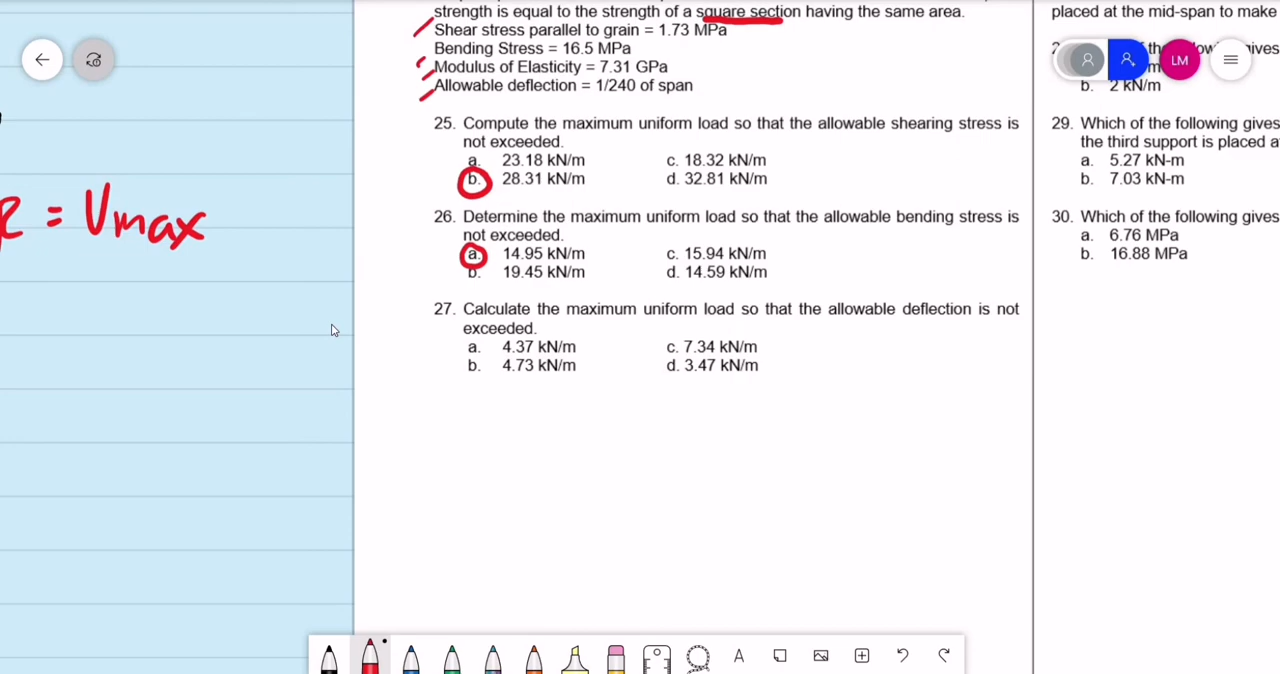 strength is equal to the strength of a square section having the same area.
Shear stress parallel to grain = 1.73 MPa
Bending Stress = 16.5 MPa
Modulus of Elasticity = 7.31 GPa
Allowable deflection = 1/240 of span
25. Compute the maximum uniform load so that the allowable shearing stress is
not exceeded.
a. 23.18 kN/m c. 18.32 kN/m
b. 28.31 kN/m d. 32.81 kN/m
26. Determine the maximum uniform load so that the allowable bending stress is
not exceeded.
a. 14.95 kN/m c. 15.94 kN/m
b. 19.45 kN/m d. 14.59 kN/m
27. Calculate the maximum uniform load so that the allowable deflection is not
exceeded.
a. 4.37 kN/m c. 7.34 kN/m
b. 4.73 kN/m d. 3.47 kN/m
R = Vmax
placed at the mid-span to make
LM
b. 2 kN/m
29. Which of the following gives
the third support is placed a
a. 5.27 kN-m
b. 7.03 kN-m
30. Which of the following gives
a. 6.76 MPa
b. 16.88 MPa
A